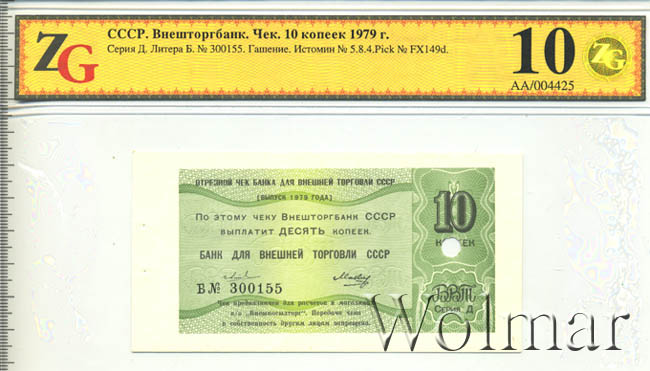 ZG
СССР. Внешторгбанк. Чек. 10 копеек 1979 г.
Серия Д. Литера Б. № 300155. Гашение. Истомин № 5.8.4.Pick № FX149d.
10
ZG
AA/004425
ОТРЕЗНОЙ ЧЕК БАНКА ДЛЯ ВНЕШНЕЙ ТОРГОВЛИ СССР
(ВЫПУСК 1979 ГОДА)
По этому чеку Внешторгбанк СССР
выплатит ДЕСЯТЬ копеек.
БАНК ДЛЯ ВНЕШНЕЙ ТОРГОВЛИ СССР
Б№ 300155
Чек предназначен для расчетов в магазинах
в/о „Внешпосылторг". Передача чека
в собственность другим лицам запрещена.
10
КОПЕЕК
ВВТ
Серия Д
Wolmar